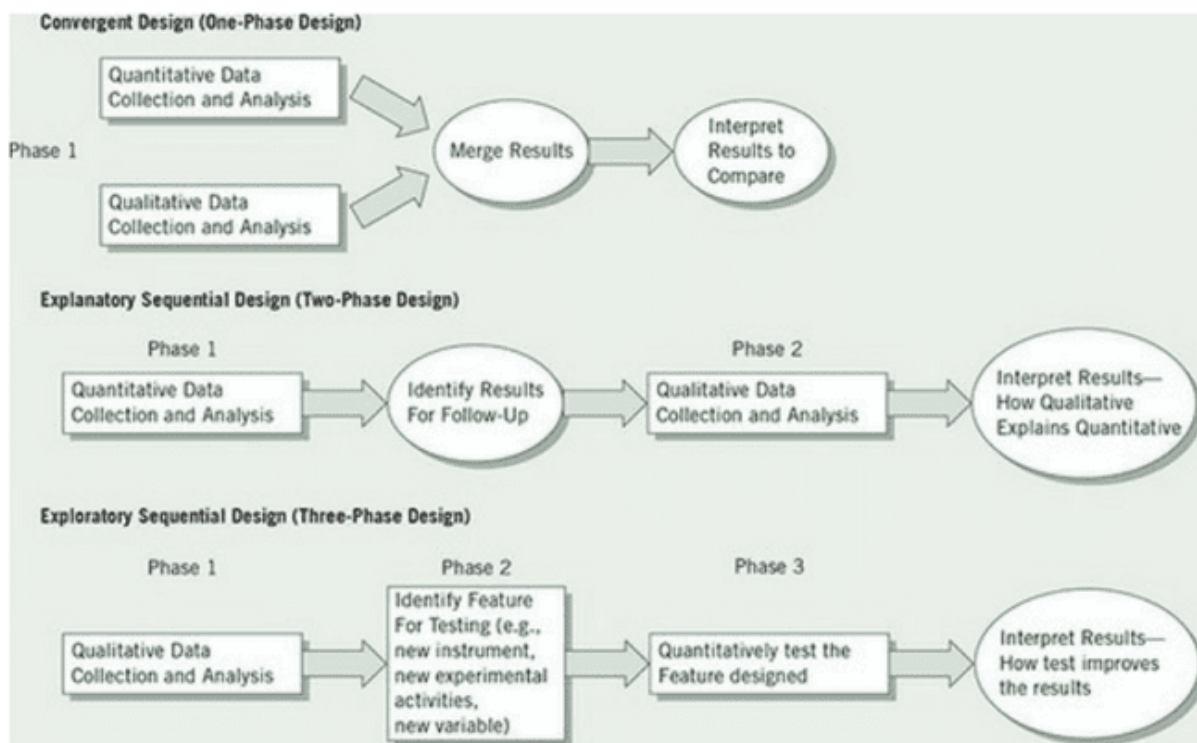 Convergent Design (One-Phase Design)
Quantitative Data
Collection and Analysis
Phase 1
Merge Results
Interpret
Results to
Compare
Qualitative Data
Collection and Analysis
Explanatory Sequential Design (Two-Phase Design)
Phase 1
Quantitative Data
Collection and Analysis
Identify Results
For Follow-Up
Phase 2
Qualitative Data
Collection and Analysis
Interpret Results—
How Qualitative
Explains Quantitative
Exploratory Sequential Design (Three-Phase Design)
Phase 1
Qualitative Data
Collection and Analysis
Phase 2
Identify Feature
For Testing (e.g.,
new instrument,
new experimental
activities,
new variable)
Phase 3
Quantitatively test the
Feature designed
Interpret Results—
How test improves
the results